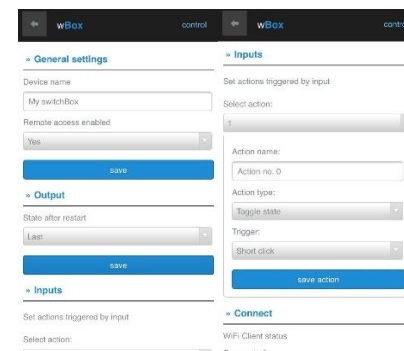 wBox
control
» General settings
Device name
My switchBox
Remote access enabled
Yes
save
» Output
State after restart
Last
save
» Inputs
Set actions triggered by input
Select action:
wBox
» Inputs
Set actions triggered by input
Select action:
1
Action name:
Action no. 0
Action type:
Toggle state
Trigger:
Short click
save action
» Connect
WiFi Client status